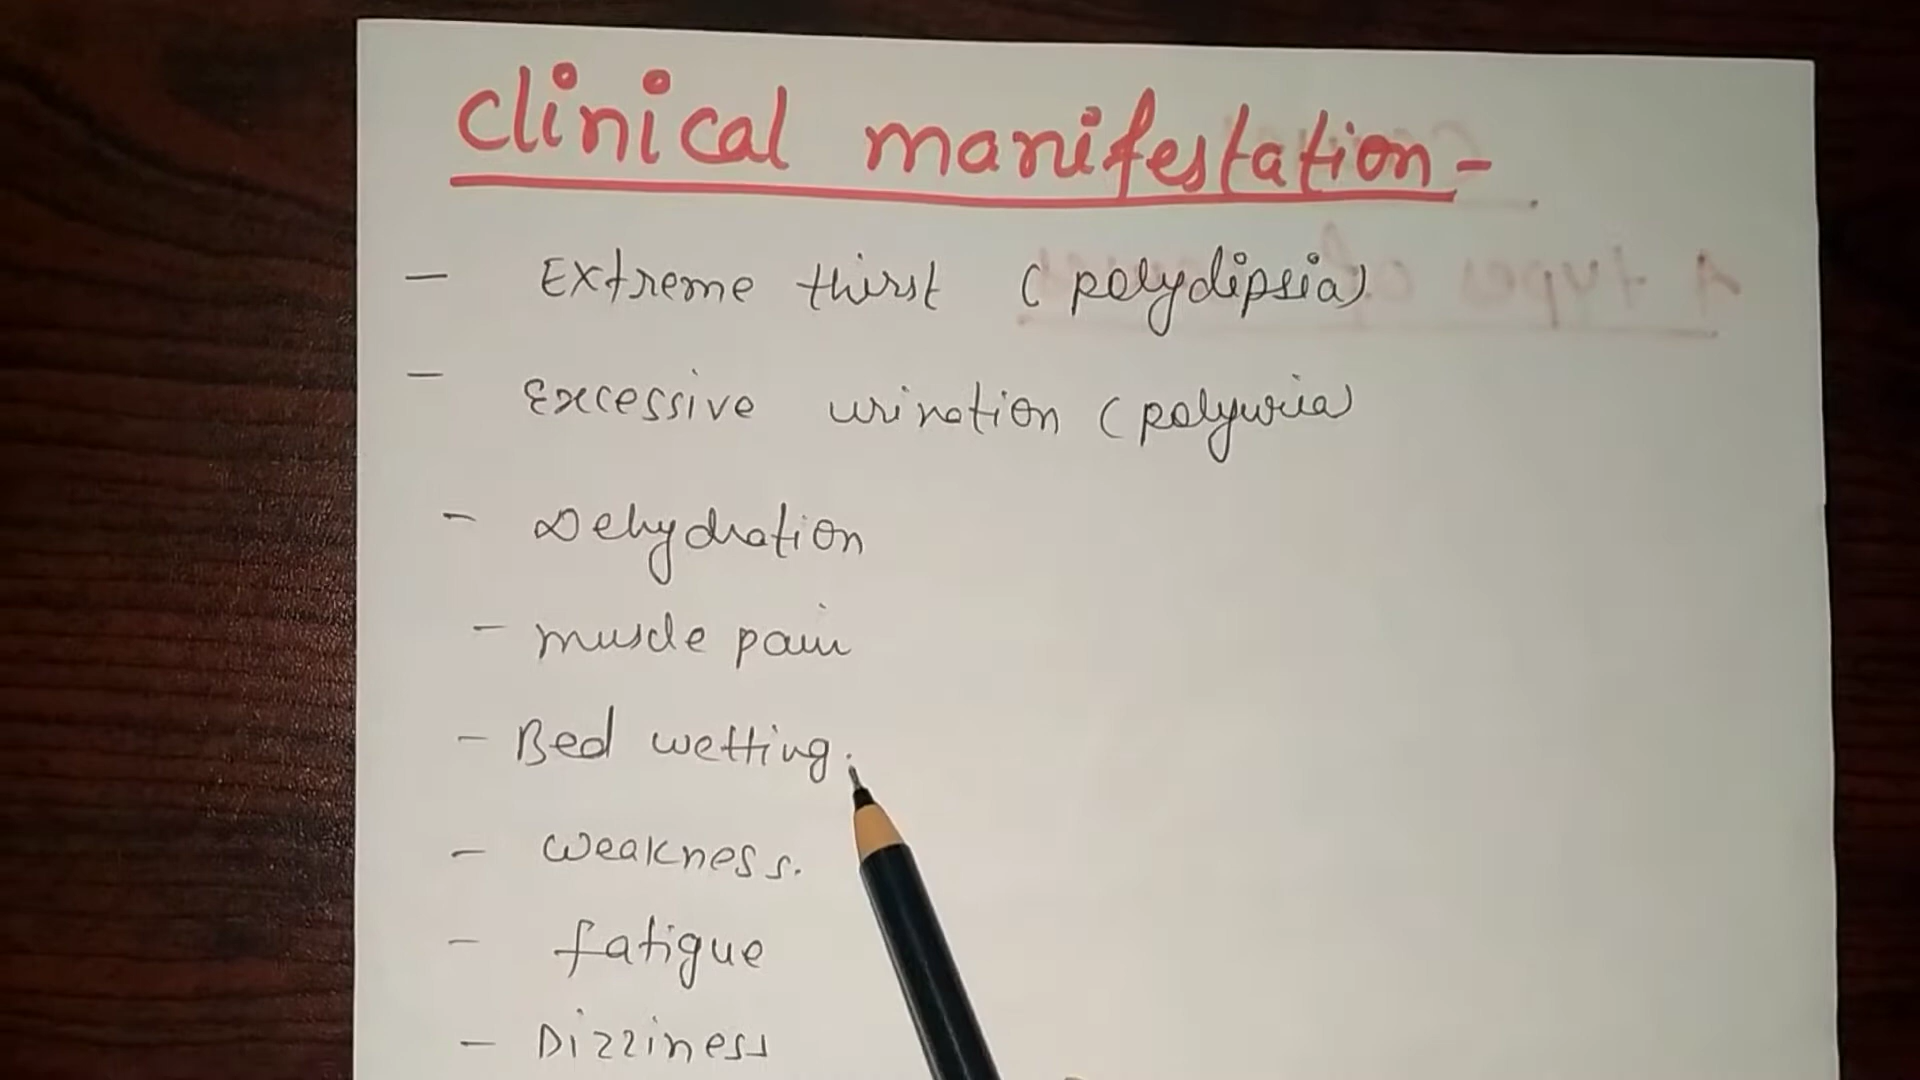 Clinical manifestation -
- Extreme thirst (polydipsia)
- Excessive urination (polyuria)
- Dehydration
- muscle pain
- Bed wetting.
- weakness.
- fatigue
- Dizziness